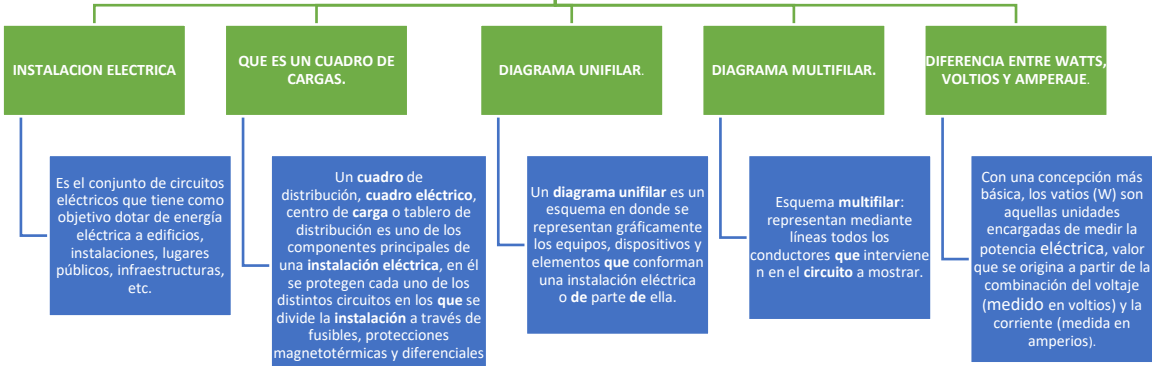 INSTALACION ELECTRICA
QUE ES UN CUADRO DE
CARGAS.
DIAGRAMA UNIFILAR.
DIAGRAMA MULTIFILAR.
DIFERENCIA ENTRE WATTS,
VOLTIOS Y AMPERAJE.
Es el conjunto de circuitos
eléctricos que tiene como
objetivo dotar de energía
eléctrica a edificios,
instalaciones, lugares
públicos, infraestructuras,
etc.
Un cuadro de
distribución, cuadro eléctrico,
centro de carga o tablero de
distribución es uno de los
componentes principales de
una instalación eléctrica, en él
se protegen cada uno de los
distintos circuitos en los que se
divide la instalación a través de
fusibles, protecciones
magnetotérmicas y diferenciales
Un diagrama unifilar es un
esquema en donde se
representan gráficamente
los equipos, dispositivos y
elementos que conforman
una instalación eléctrica
o de parte de ella.
Esquema multifilar:
representan mediante
líneas todos los
conductores que interviene
n en el circuito a mostrar.
Con una concepción más
básica, los vatios (W) son
aquellas unidades
encargadas de medir la
potencia eléctrica, valor
que se origina a partir de la
combinación del voltaje
(medido en voltios) y la
corriente (medida en
amperios).